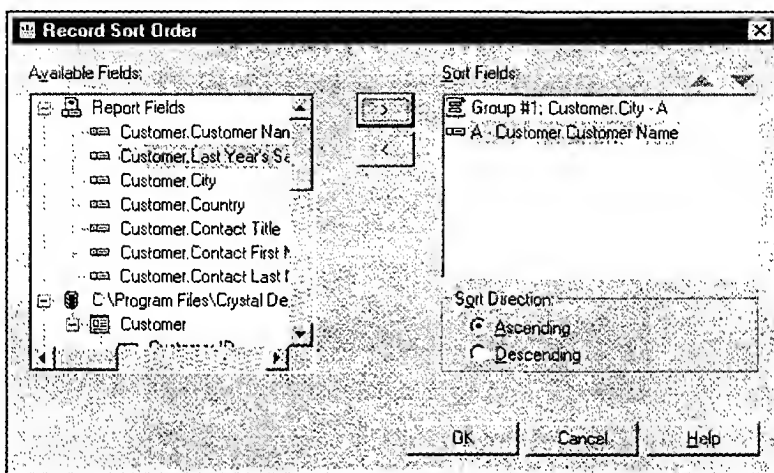 Record Sort Order
Available Fields:
Report Fields
Customer.Customer Nan
Customer.Last Year's Sa
Customer.City
Customer.Country
Customer.Contact Title
Customer.Contact First N
Customer.Contact Last N
C:\Program Files\Crystal De
Customer
>
<
Sort Fields:
Group #1: Customer.City - A
A - Customer.Customer Name
Sort Direction:
Ascending
Descending
OK
Cancel
Help